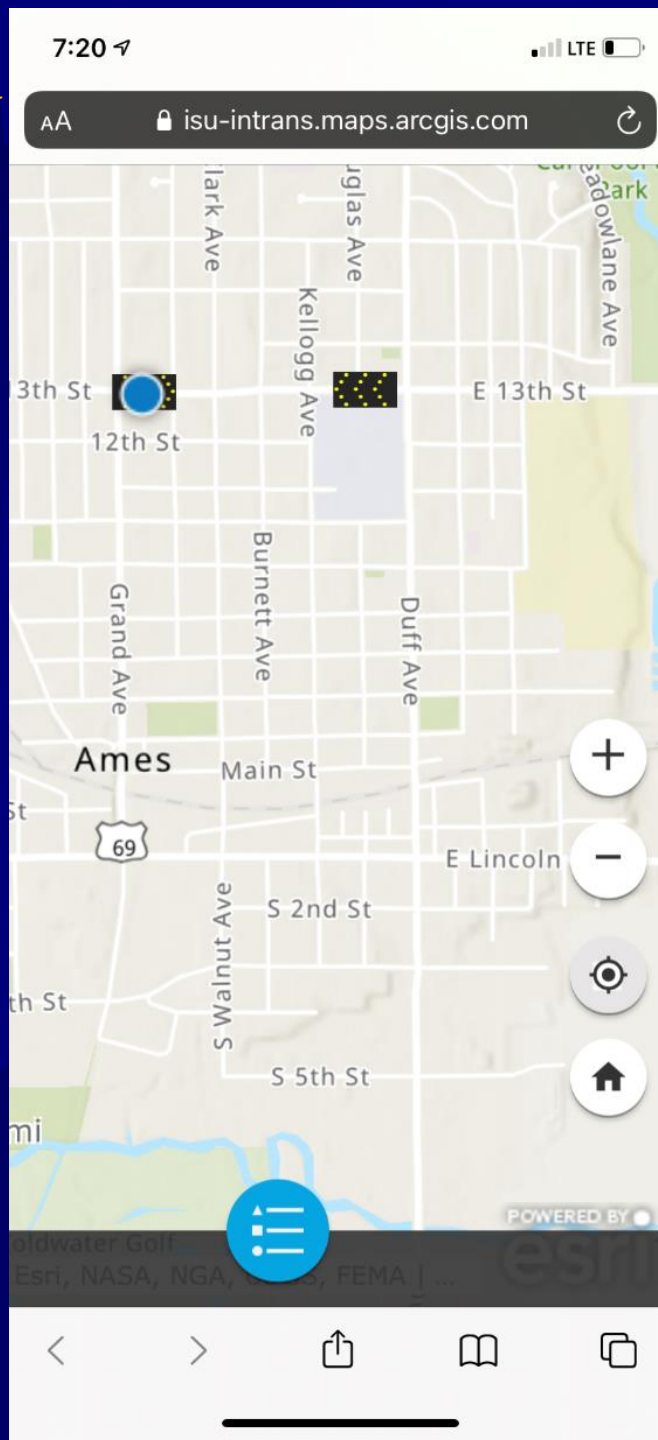 7:20
LTE
AA isu-intrans.maps.arcgis.com
Park
lark Ave
uglas Ave
eadowlane Ave
Kellogg Ave
13th St
E 13th St
12th St
Burnett Ave
Grand Ave
Duff Ave
Ames
Main St
St
69
E Lincoln
S 2nd St
S Walnut Ave
th St
S 5th St
mi
POWERED BY
esri
oldwater Golf
Esri, NASA, NGA, FEMA | ...